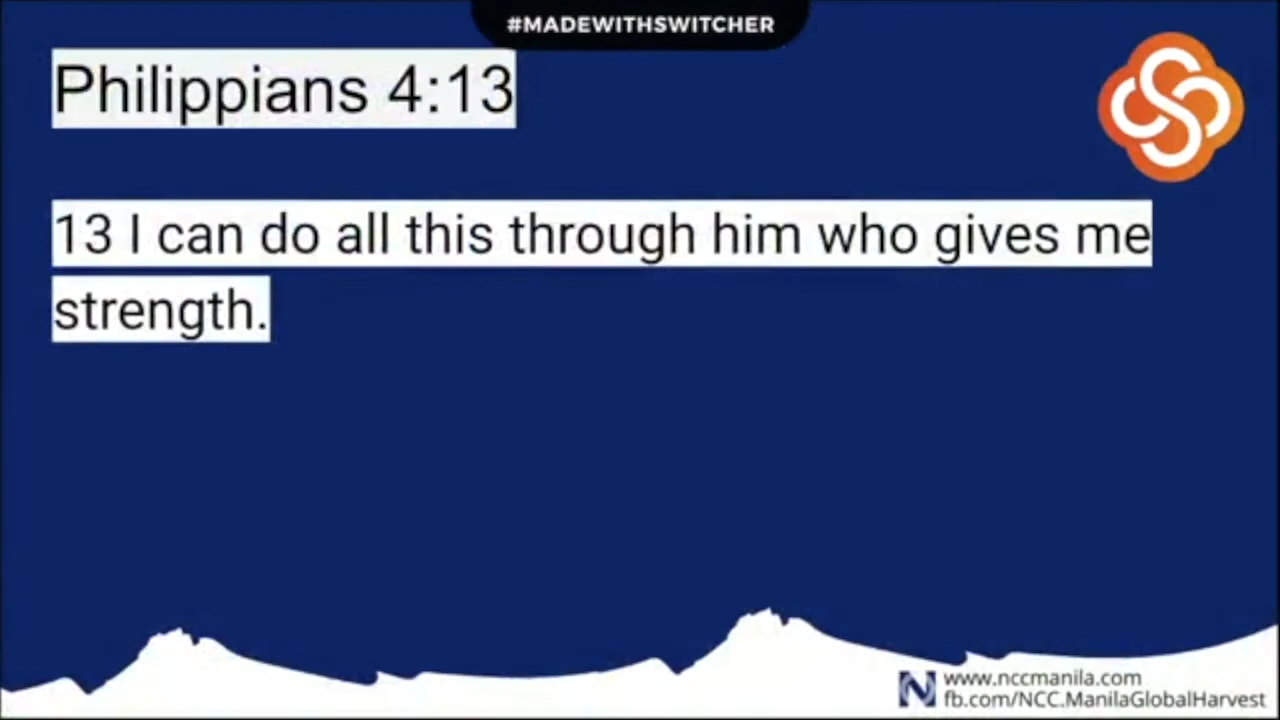 #MADEWITHSWITCHER
Philippians 4:13
13 I can do all this through him who gives me
strength.
www.nccmanila.com
fb.com/NCC.ManilaGlobalHarvest